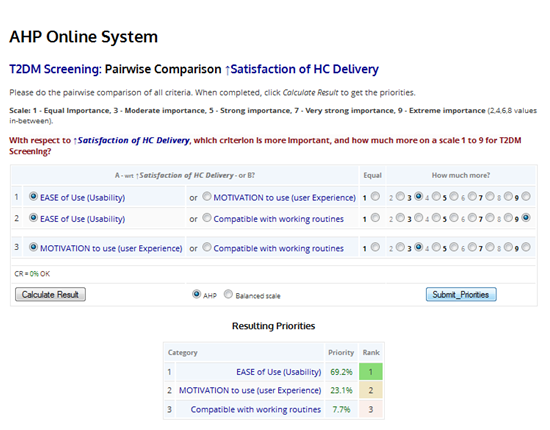 AHP Online System
T2DM Screening: Pairwise Comparison ↑Satisfaction of HC Delivery
Please do the pairwise comparison of all criteria. When completed, click Calculate Result to get the priorities.
Scale: 1 - Equal Importance, 3 - Moderate importance, 5 - Strong importance, 7 - Very strong importance, 9 - Extreme importance (2,4,6,8 values
in-between).
With respect to ↑Satisfaction of HC Delivery, which criterion is more important, and how much more on a scale 1 to 9 for T2DM
Screening?
A - wrt ↑Satisfaction of HC Delivery - or B? Equal How much more?
1 EASE of Use (Usability) or MOTIVATION to use (user Experience) 1 2 3 4 5 6 7 8 9
2 EASE of Use (Usability) or Compatible with working routines 1 2 3 4 5 6 7 8 9
3 MOTIVATION to use (user Experience) or Compatible with working routines 1 2 3 4 5 6 7 8 9
CR = 0% OK
Calculate Result AHP Balanced scale Submit_Priorities
Resulting Priorities
Category Priority Rank
1 EASE of Use (Usability) 69.2% 1
2 MOTIVATION to use (user Experience) 23.1% 2
3 Compatible with working routines 7.7% 3